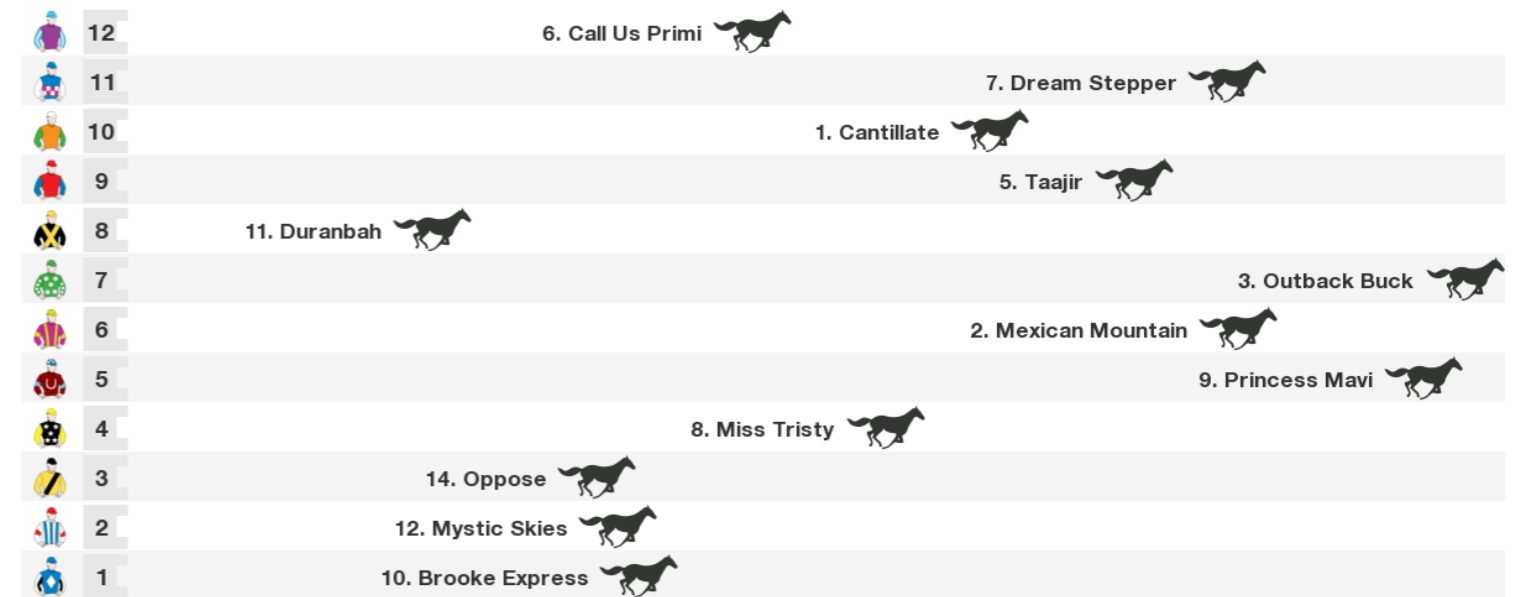 12 6. Call Us Primi
11 7. Dream Stepper
10 1. Cantillate
9 5. Taajir
8 11. Duranbah
7 3. Outback Buck
6 2. Mexican Mountain
5 9. Princess Mavi
4 8. Miss Tristy
3 14. Oppose
2 12. Mystic Skies
1 10. Brooke Express